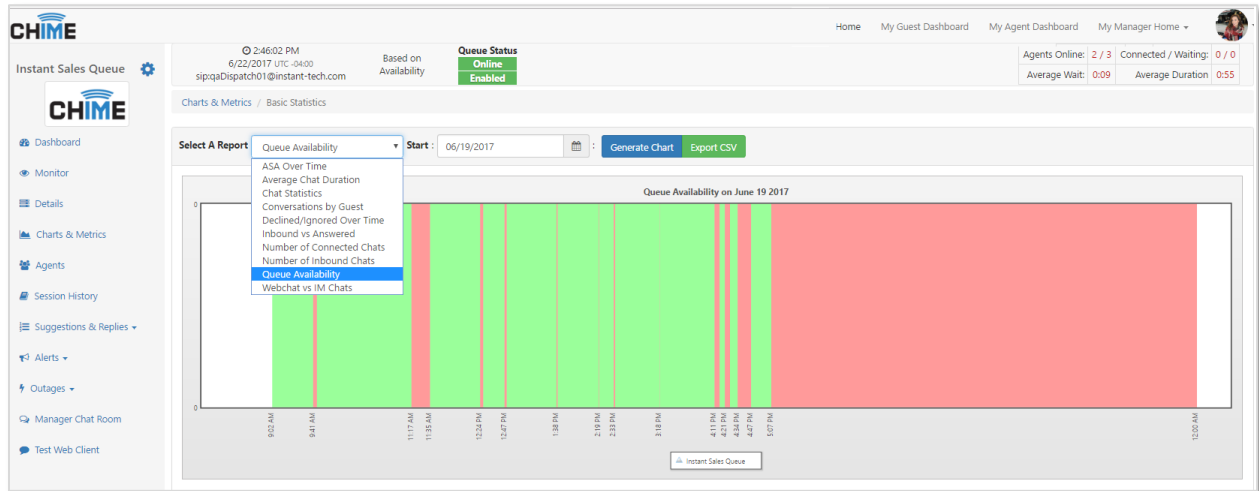 CHIME
Home My Guest Dashboard My Agent Dashboard My Manager Home
Instant Sales Queue
CHIME
2:46:02 PM
6/22/2017 UTC -04:00
sip:qaDispatch01@instant-tech.com
Based on
Availability
Queue Status
Online
Enabled
Agents Online: 2 / 3 Connected / Waiting: 0 / 0
Average Wait: 0:09 Average Duration 0:55
Charts & Metrics / Basic Statistics
Dashboard
Monitor
Details
Charts & Metrics
Agents
Session History
Suggestions & Replies
Alerts
Outages
Manager Chat Room
Test Web Client
Select A Report Queue Availability Start : 06/19/2017 : Generate Chart Export CSV
ASA Over Time
Average Chat Duration
Chat Statistics
Conversations by Guest
Declined/Ignored Over Time
Inbound vs Answered
Number of Connected Chats
Number of Inbound Chats
Queue Availability
Webchat vs IM Chats
Queue Availability on June 19 2017
0
0
9:02 AM
9:41 AM
11:17 AM
11:35 AM
12:24 PM
12:47 PM
1:38 PM
2:19 PM
2:33 PM
3:18 PM
4:11 PM
4:21 PM
4:34 PM
4:47 PM
5:07 PM
12:00 AM
Instant Sales Queue